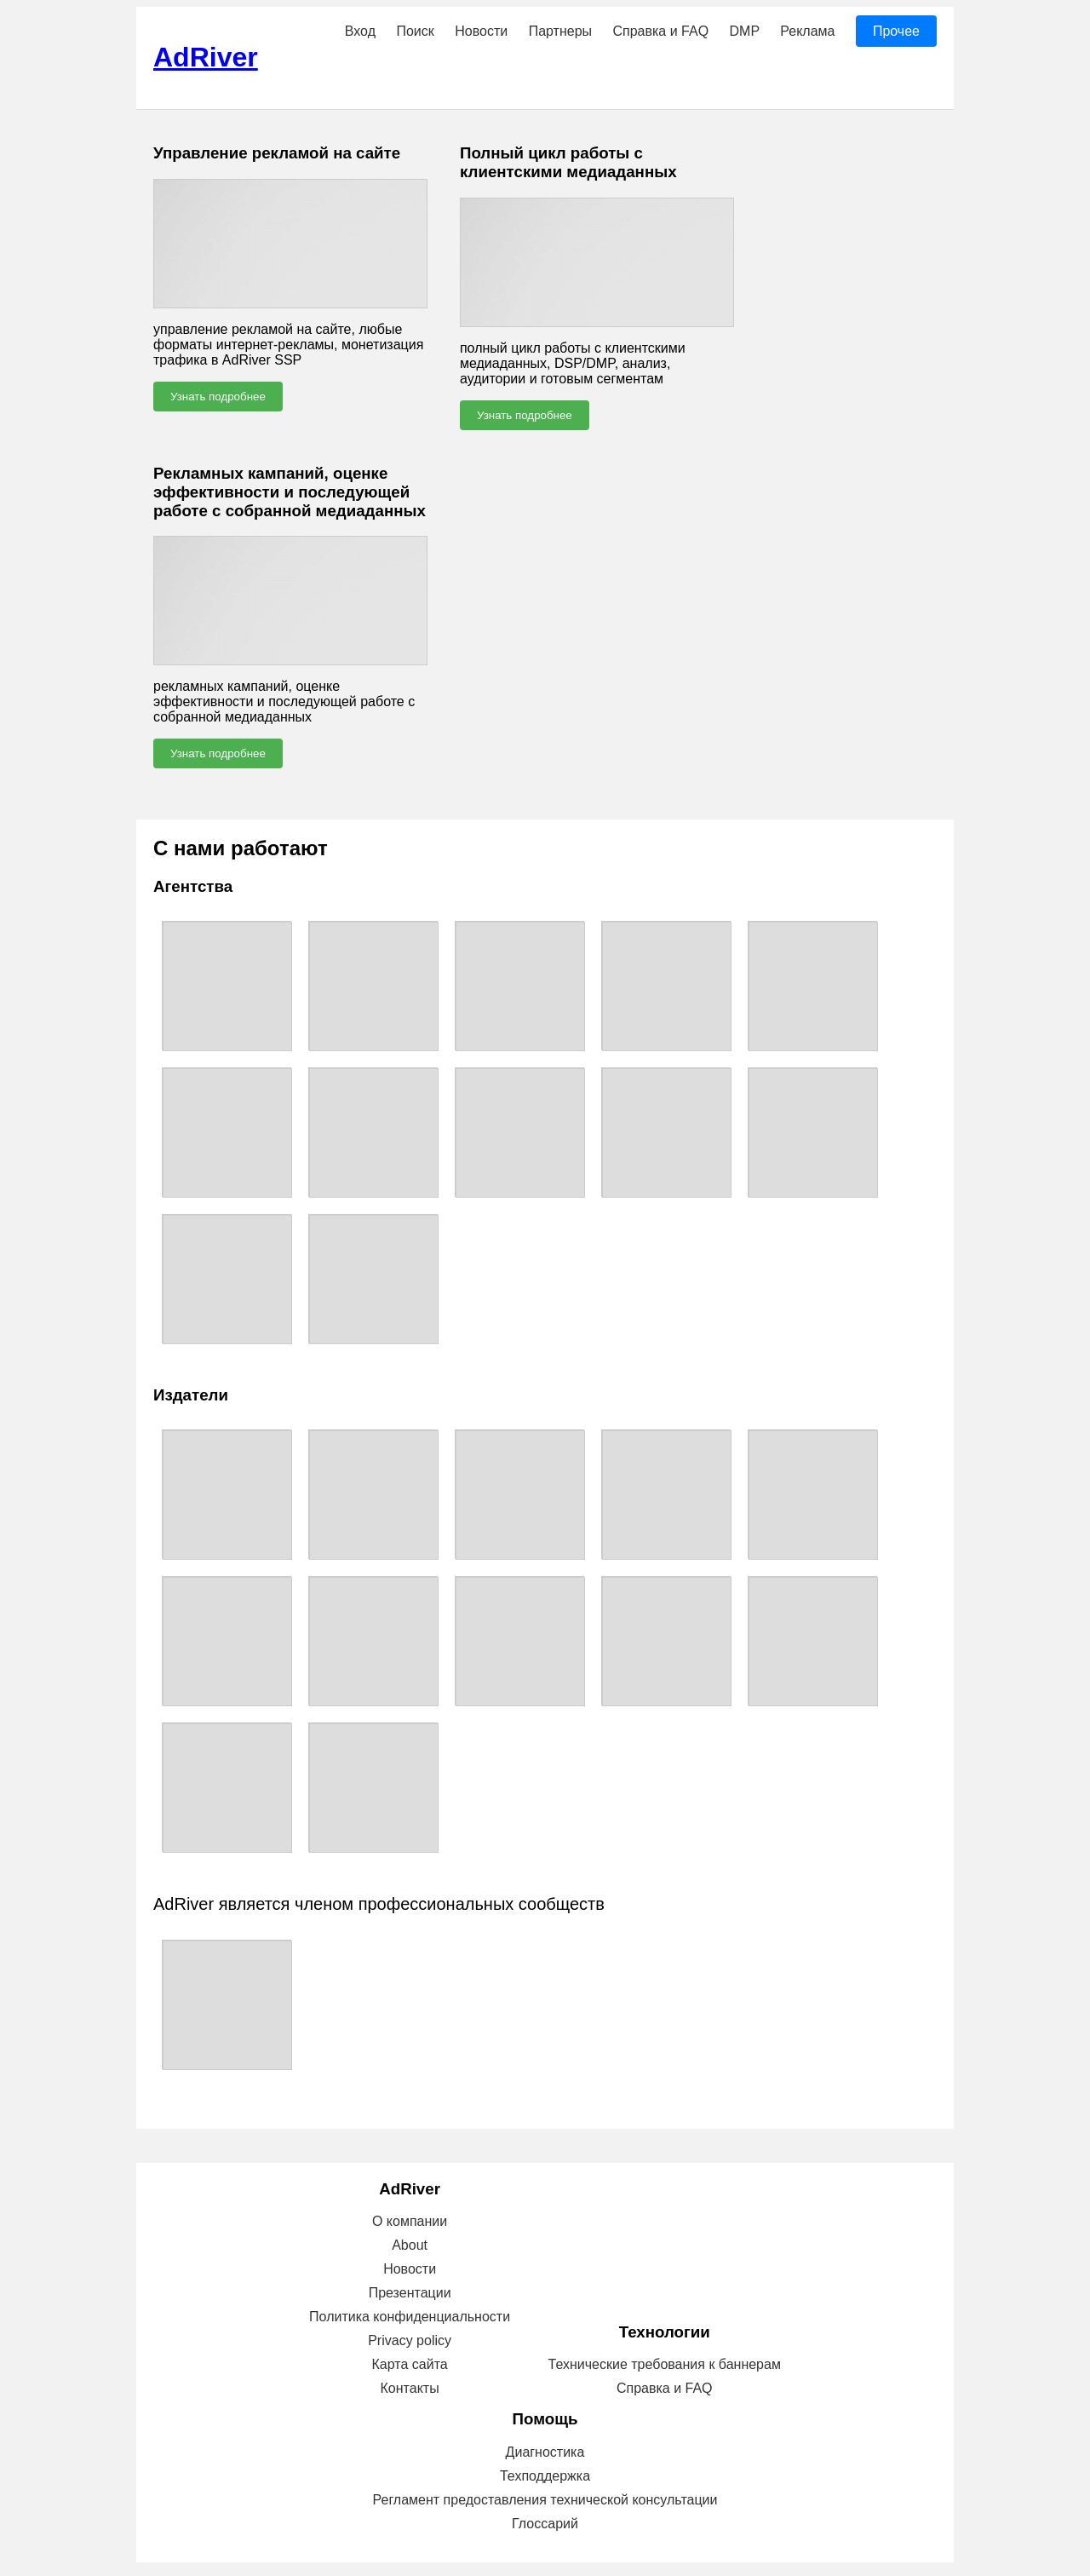 AdRiver
Вход Поиск Новости Партнеры Справка и FAQ DMP Реклама Прочее
Управление рекламой на сайте
управление рекламой на сайте, любые
форматы интернет-рекламы, монетизация
трафика в AdRiver SSP
Узнать подробнее
Полный цикл работы с
клиентскими медиаданных
полный цикл работы с клиентскими
медиаданных, DSP/DMP, анализ,
аудитории и готовым сегментам
Узнать подробнее
Рекламных кампаний, оценке
эффективности и последующей
работе с собранной медиаданных
рекламных кампаний, оценке
эффективности и последующей работе с
собранной медиаданных
Узнать подробнее
С нами работают
Агентства
Издатели
AdRiver является членом профессиональных сообществ
AdRiver
О компании
About
Новости
Презентации
Политика конфиденциальности
Privacy policy
Карта сайта
Контакты
Технологии
Технические требования к баннерам
Справка и FAQ
Помощь
Диагностика
Техподдержка
Регламент предоставления технической консультации
Глоссарий